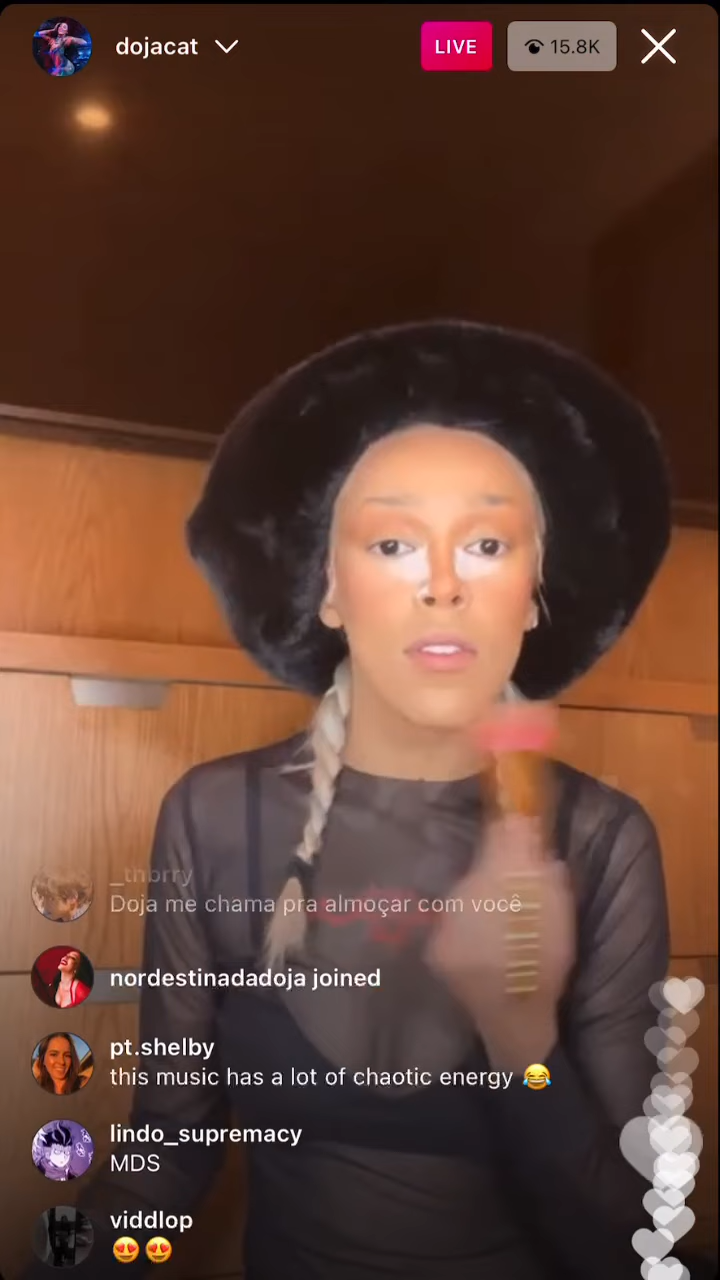 dojacat
LIVE
15.8K
_thbrry
Doja me chama pra almoçar com você
nordestinadadoja joined
pt.shelby
this music has a lot of chaotic energy 😂
lindo_supremacy
MDS
viddlop
😍😍